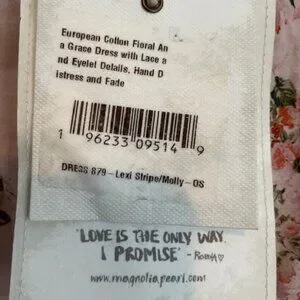 European Cotton Floral An
a Grace Dress with Lace a
nd Eyelet Details, Hand D
istress and Fade
1 96233 09514 9
DRESS 879-Lexi Stripe/Molly-OS
"LOVE IS THE ONLY WAY.
I PROMISE" -Robin♡
www.magnoliapearl.com